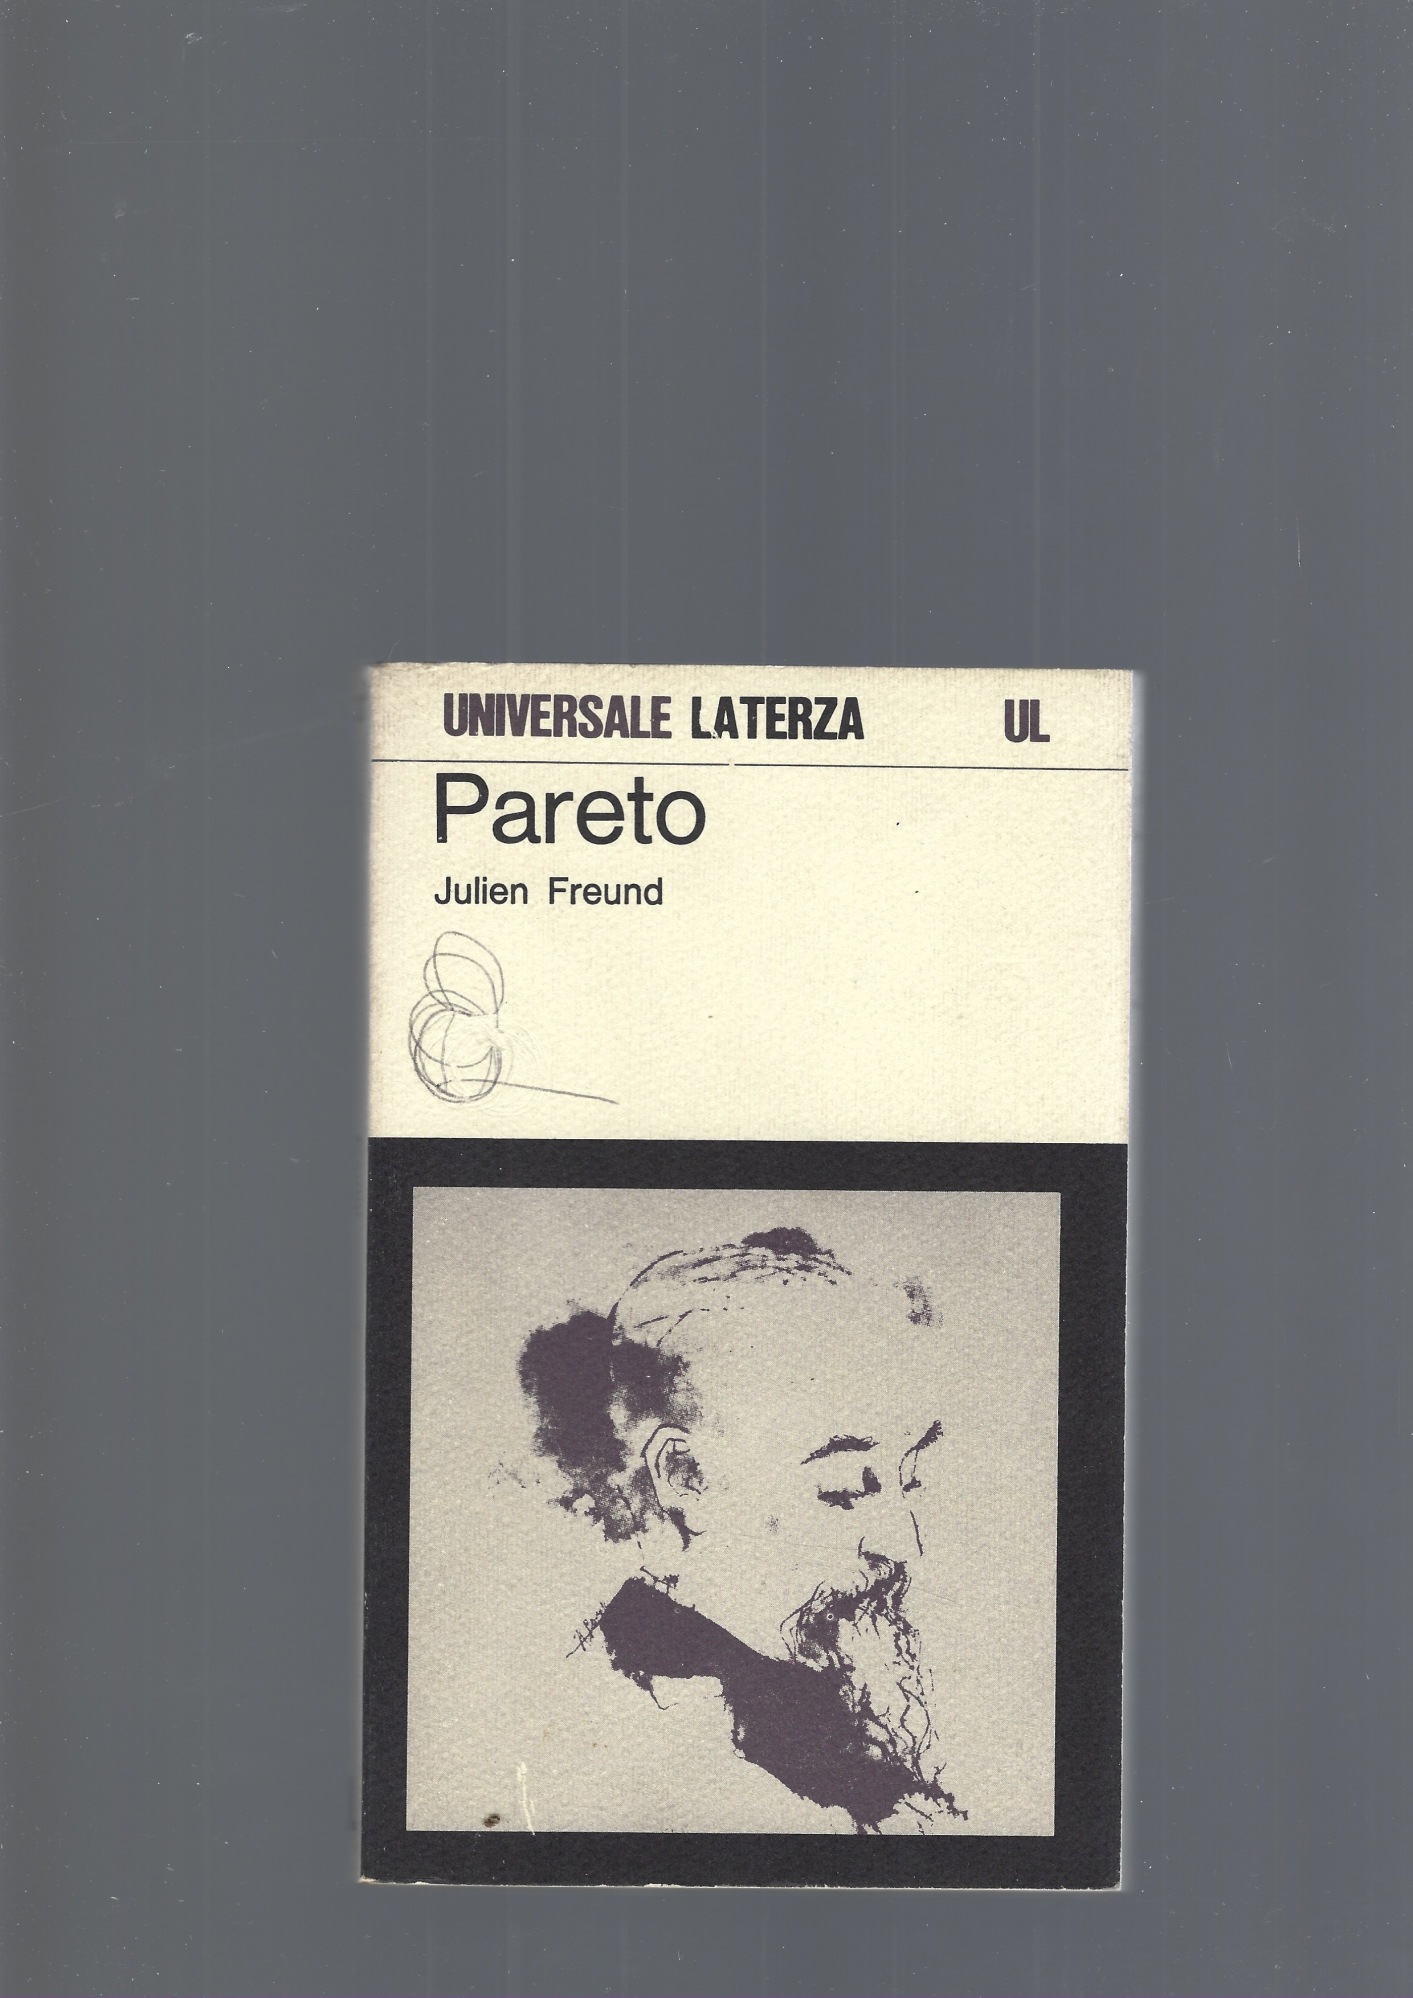 UNIVERSALE LATERZA UL
Pareto
Julien Freund